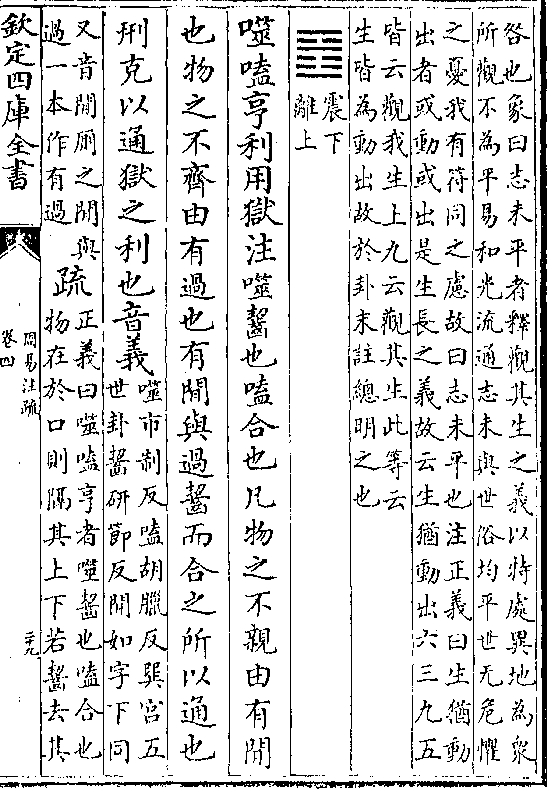 咎也象曰志未平者釋觀其生之義以特處異地為衆
所觀不為平易和光流通志未與世俗均平世无危懼
之憂我有符同之慮故曰志未平也注正義曰生猶動
出者或動或出是生長之義故云生猶動出六三九五
皆云觀我生上九云觀其生此等云
生皆為動出故於卦末註總明之也
震下
離上
噬嗑亨利用獄注噬齧也嗑合也凡物之不親由有間
也物之不齊由有過也有間與過齧而合之所以通也
刑克以通獄之利也音義
噬市制反嗑胡臘反巽宮五
世卦齧研節反間如字下同
又音間厠之間與
過一本作有過
疏
正義曰噬嗑亨者噬齧也嗑合也
物在於口則隔其上下若齧去其
欽定四庫全書
周易注疏
卷四
二九